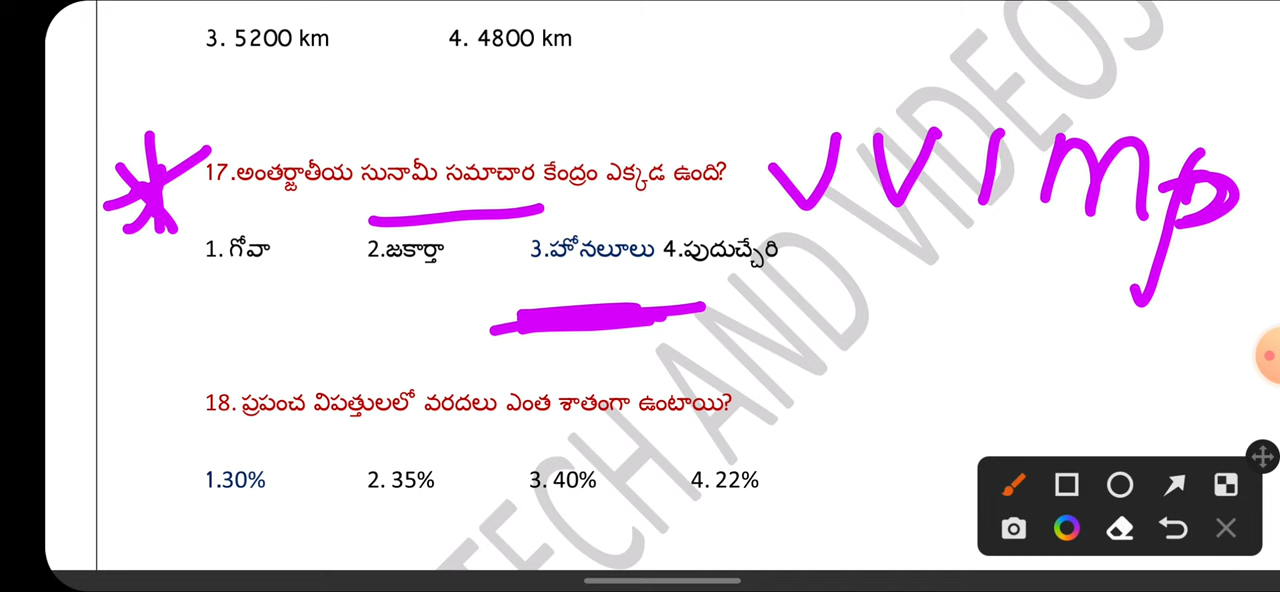 3. 5200 km 4. 4800 km
17.అంతర్జాతీయ సునామీ సమాచార కేంద్రం ఎక్కడ ఉంది? VVImp
1. గోవా 2.జకార్తా 3.హోనలూలు 4.పుదుచ్చేరి
18. ప్రపంచ విపత్తులలో వరదలు ఎంత శాతంగా ఉంటాయి?
1.30% 2. 35% 3. 40% 4. 22%
TECH AND VIDEOS